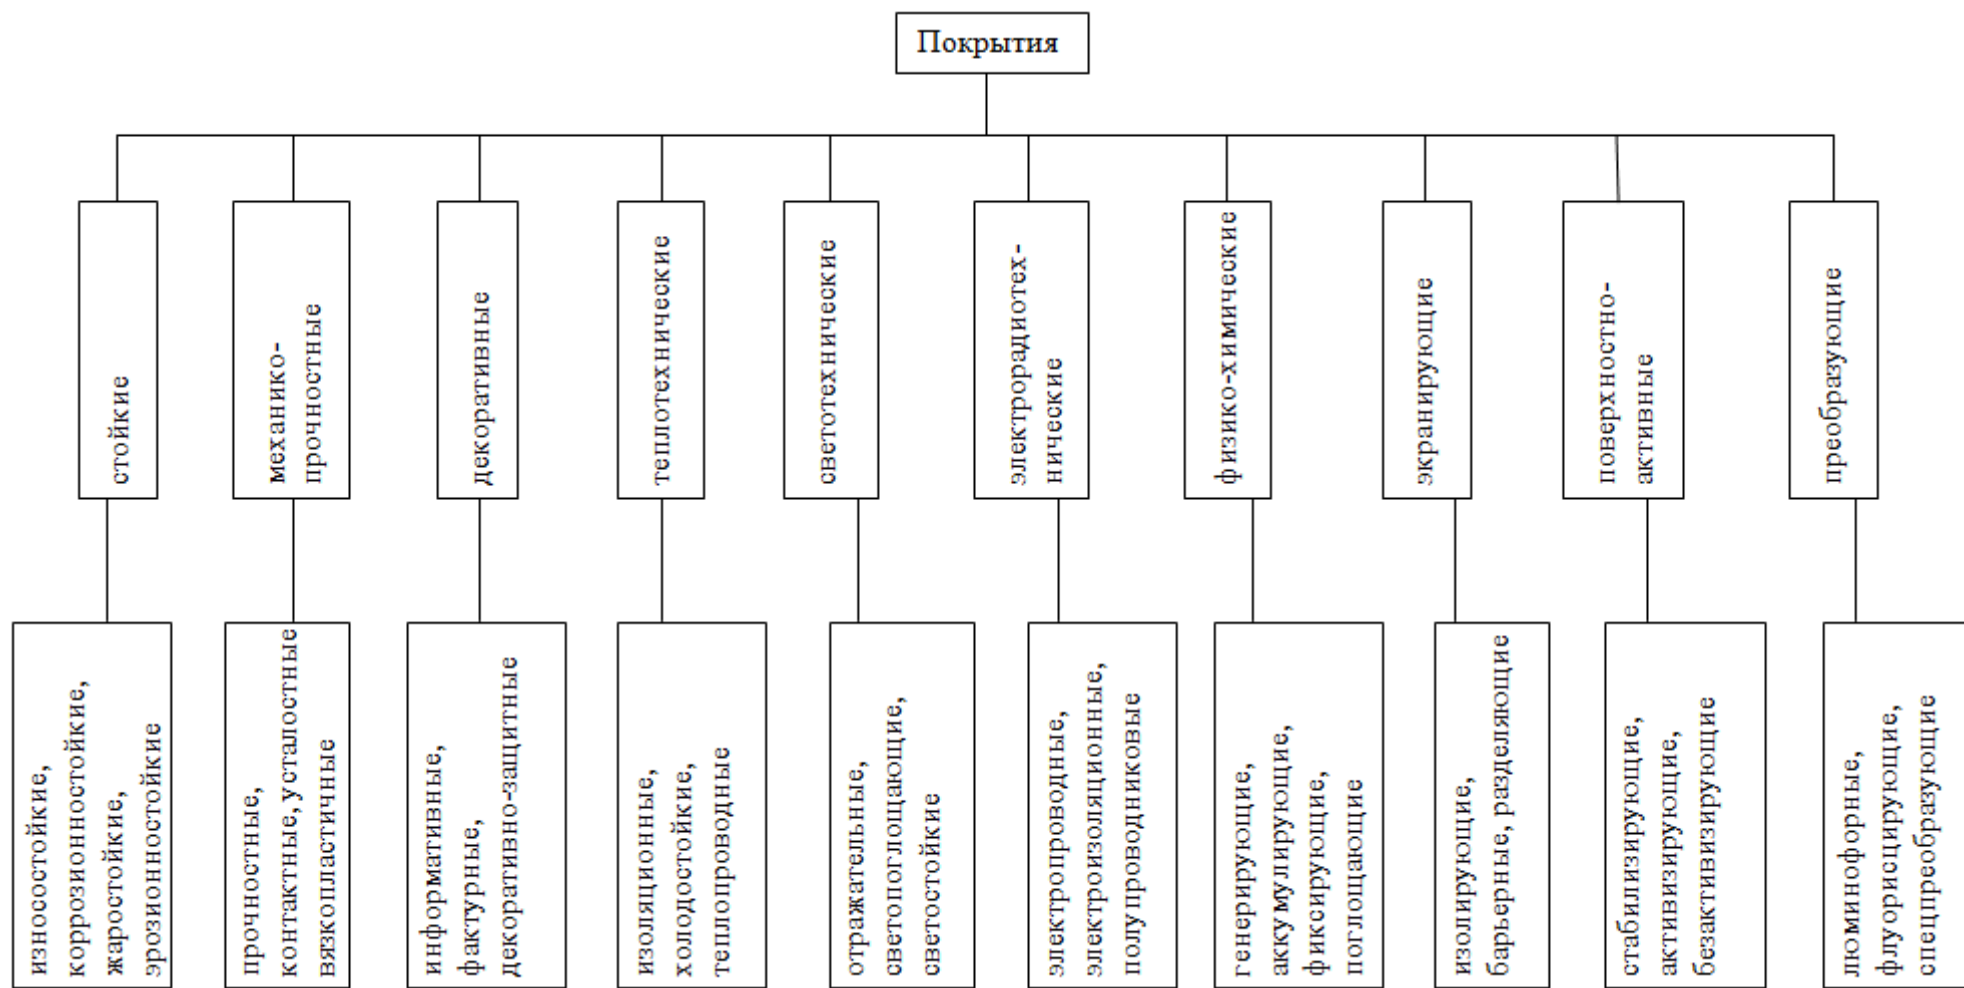 Покрытия
стойкие
механико-
прочностные
декоративные
теплотехнические
светотехнические
электрорадиотех-
нические
физико-химические
экранирующие
поверхностно-
активные
преобразующие
износостойкие,
коррозионностойкие,
жаростойкие,
эрозионностойкие
прочностные,
контактные, усталостные
вязкопластичные
информативные,
фактурные,
декоративно-защитные
изоляционные,
холодостойкие,
теплопроводные
отражательные,
светопоглощающие,
светостойкие
электропроводные,
электроизоляционные,
полупроводниковые
генерирующие,
аккумулирующие,
фиксирующие,
поглощающие
изолирующие,
барьерные, разделяющие
стабилизирующие,
активизирующие,
безактивизирующие
люминофорные,
флуорисцирующие,
спецпреобразующие